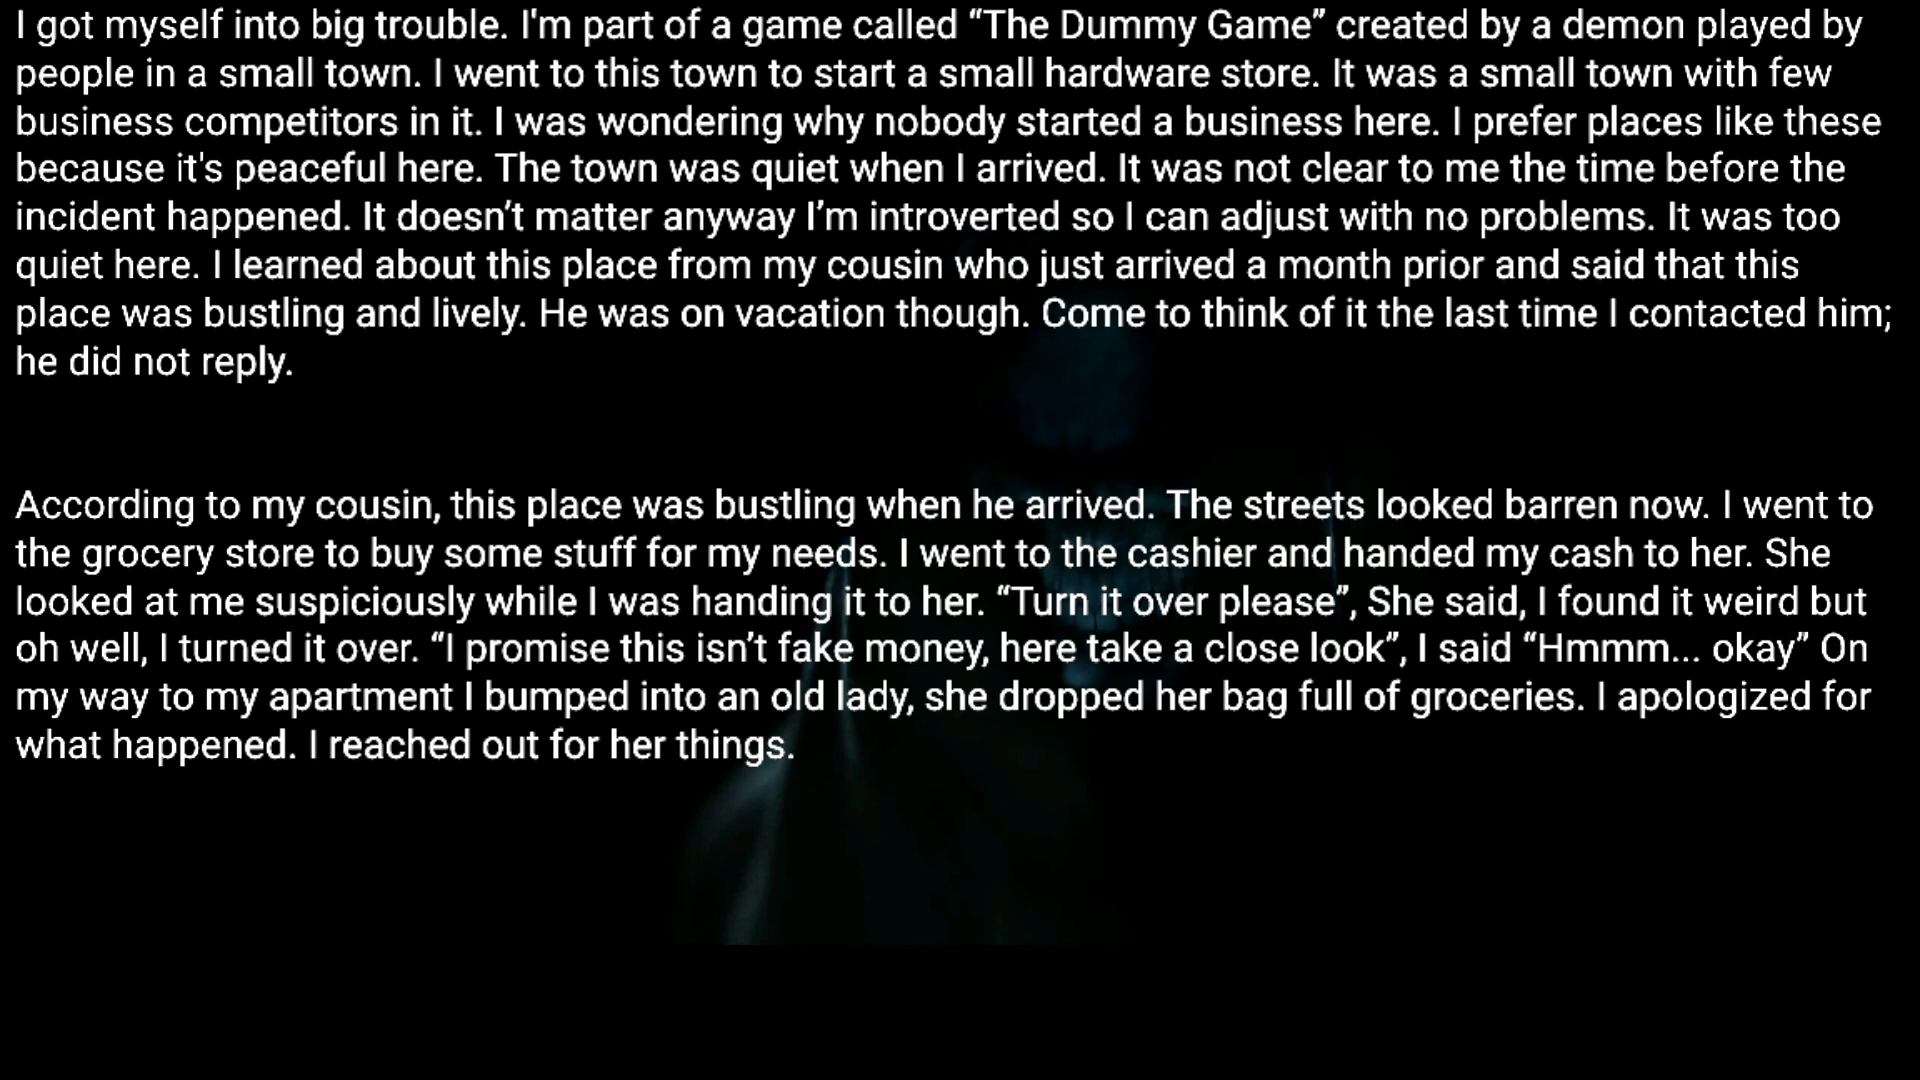 I got myself into big trouble. I'm part of a game called “The Dummy Game” created by a demon played by
people in a small town. I went to this town to start a small hardware store. It was a small town with few
business competitors in it. I was wondering why nobody started a business here. I prefer places like these
because it's peaceful here. The town was quiet when I arrived. It was not clear to me the time before the
incident happened. It doesn’t matter anyway I’m introverted so I can adjust with no problems. It was too
quiet here. I learned about this place from my cousin who just arrived a month prior and said that this
place was bustling and lively. He was on vacation though. Come to think of it the last time I contacted him;
he did not reply.
According to my cousin, this place was bustling when he arrived. The streets looked barren now. I went to
the grocery store to buy some stuff for my needs. I went to the cashier and handed my cash to her. She
looked at me suspiciously while I was handing it to her. “Turn it over please”, She said, I found it weird but
oh well, I turned it over. “I promise this isn’t fake money, here take a close look”, I said “Hmmm... okay” On
my way to my apartment I bumped into an old lady, she dropped her bag full of groceries. I apologized for
what happened. I reached out for her things.